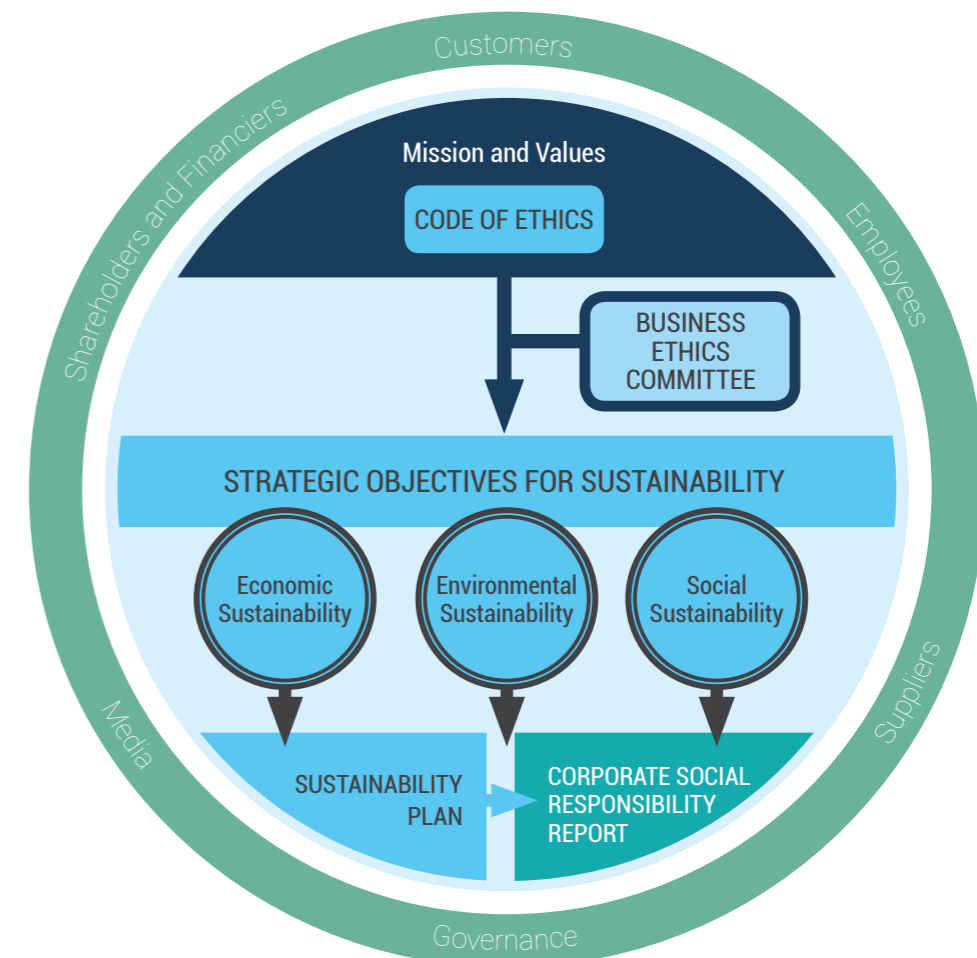 Customers
Shareholders and Financiers
Employees
Mission and Values
CODE OF ETHICS
BUSINESS
ETHICS
COMMITTEE
STRATEGIC OBJECTIVES FOR SUSTAINABILITY
Economic
Sustainability
Environmental
Sustainability
Social
Sustainability
Media
Suppliers
SUSTAINABILITY
PLAN
CORPORATE SOCIAL
RESPONSIBILITY
REPORT
Governance